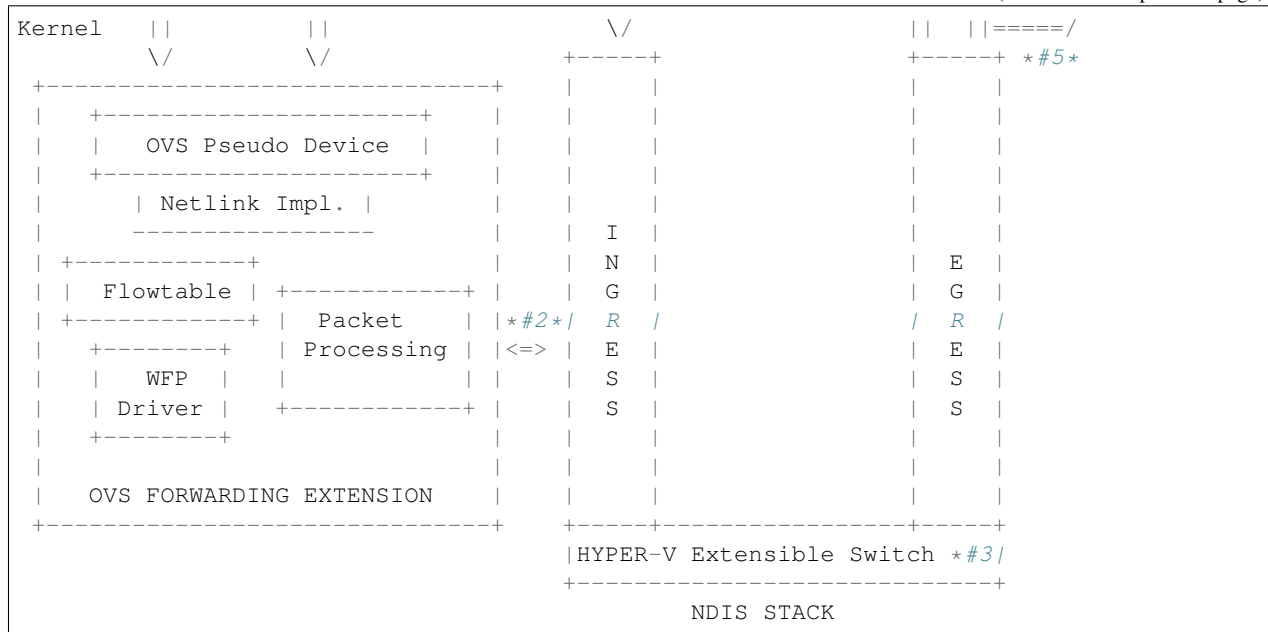 Kernel   ||         ||                   \/                    ||   ||=====/
         \/         \/                +-----+                 +-----+ *#5*
 +-------------------------------+    |     |                 |     |
 |   +----------------------+    |    |     |                 |     |
 |   |   OVS Pseudo Device  |    |    |     |                 |     |
 |   +----------------------+    |    |     |                 |     |
 |      | Netlink Impl. |        |    |     |                 |     |
 |      -----------------        |    |  I  |                 |     |
 | +------------+                |    |  N  |                 |  E  |
 | |  Flowtable | +------------+ |    |  G  |                 |  G  |
 | +------------+ |  Packet    | |*#2*|  R  |                 |  R  |
 |   +--------+   | Processing | |<=> |  E  |                 |  E  |
 |   |   WFP  |   |            | |    |  S  |                 |  S  |
 |   | Driver |   +------------+ |    |  S  |                 |  S  |
 |   +--------+                  |    |     |                 |     |
 |                               |    |     |                 |     |
 |   OVS FORWARDING EXTENSION    |    |     |                 |     |
 +-------------------------------+    +-----+-----------------+-----+
                                      |HYPER-V Extensible Switch *#3|
                                      +-----------------------------+
                                               NDIS STACK